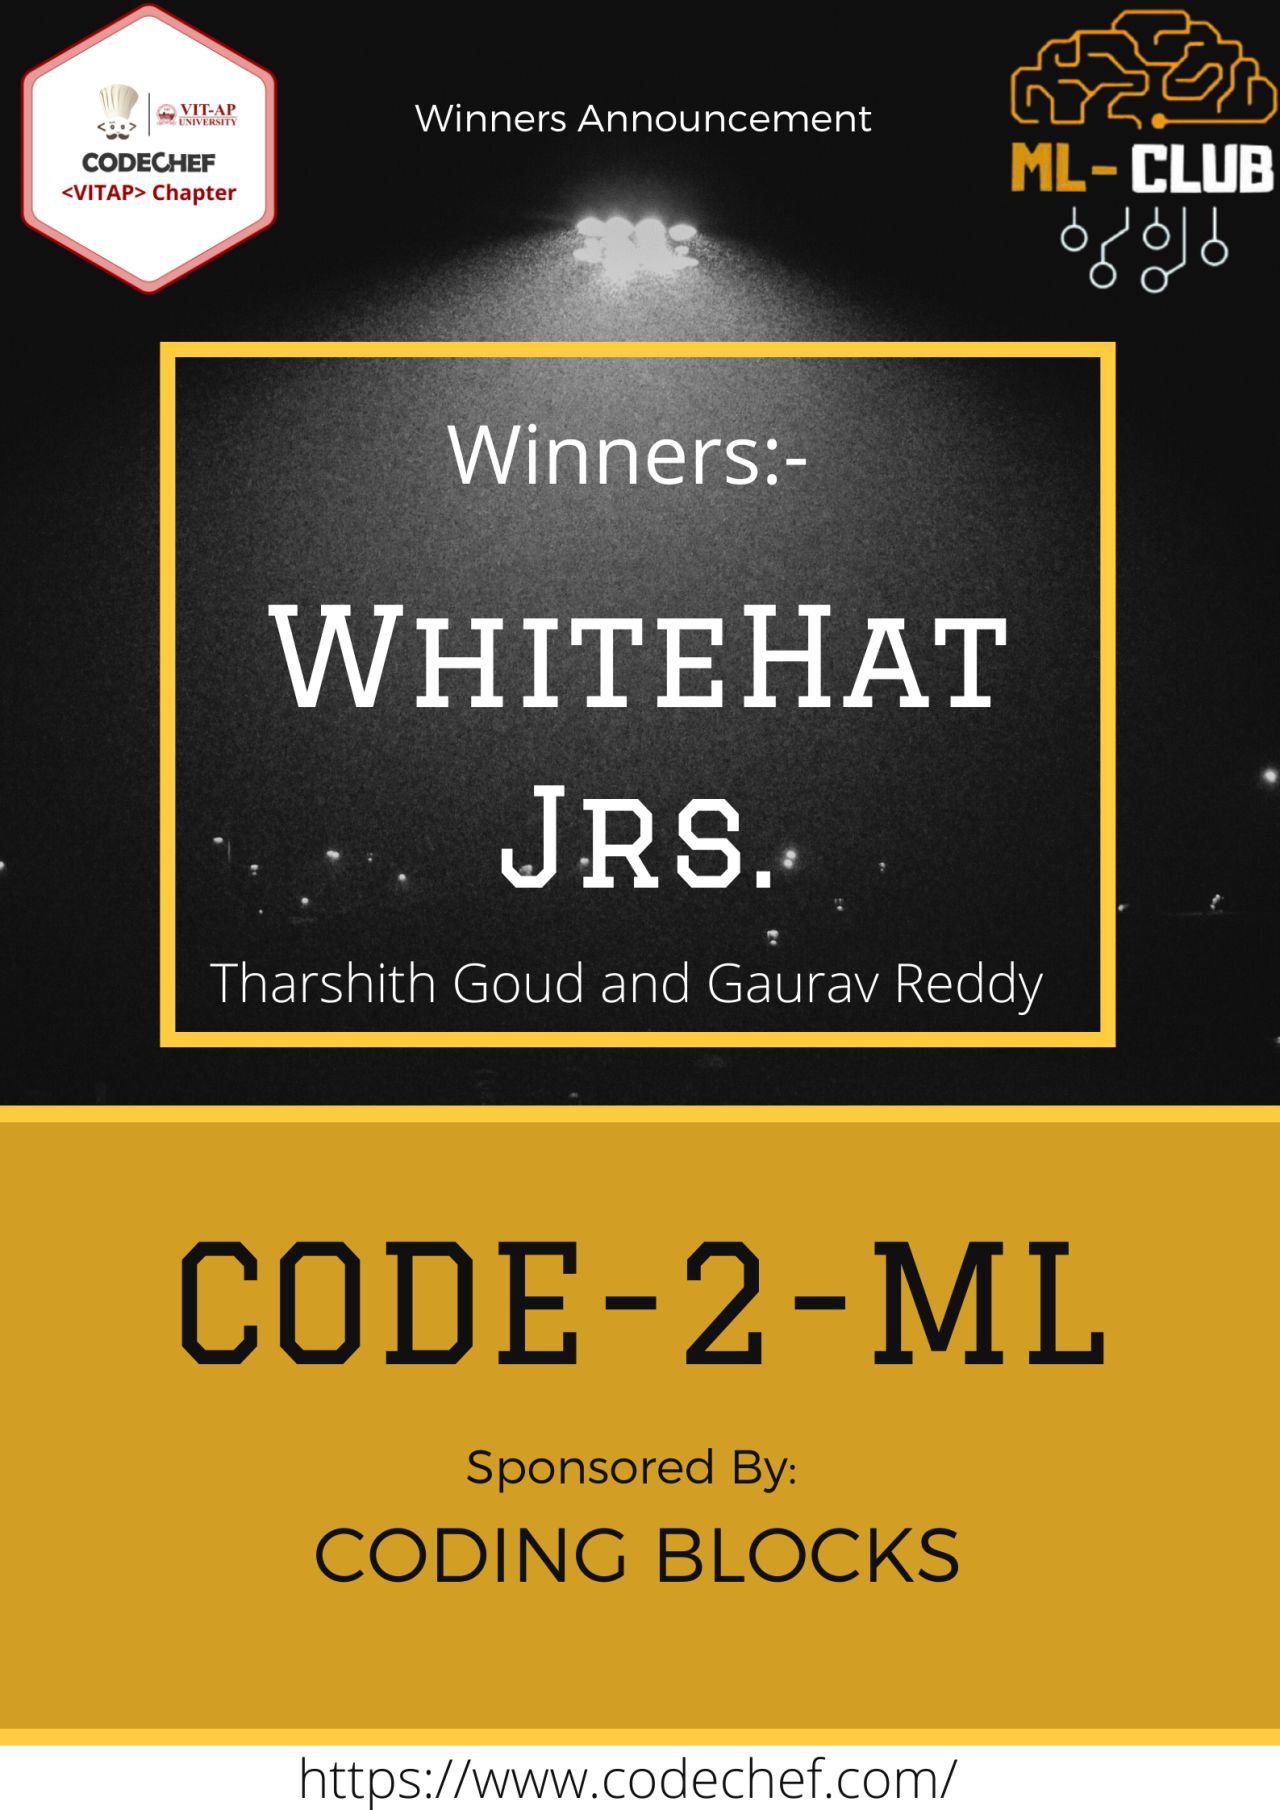 VIT-AP
UNIVERSITY
CODECHEF
<VITAP> Chapter
Winners Announcement
ML- CLUB
Winners:-
WHITEHAT
JRS.
Tharshith Goud and Gaurav Reddy
CODE-2-ML
Sponsored By:
CODING BLOCKS
https://www.codechef.com/